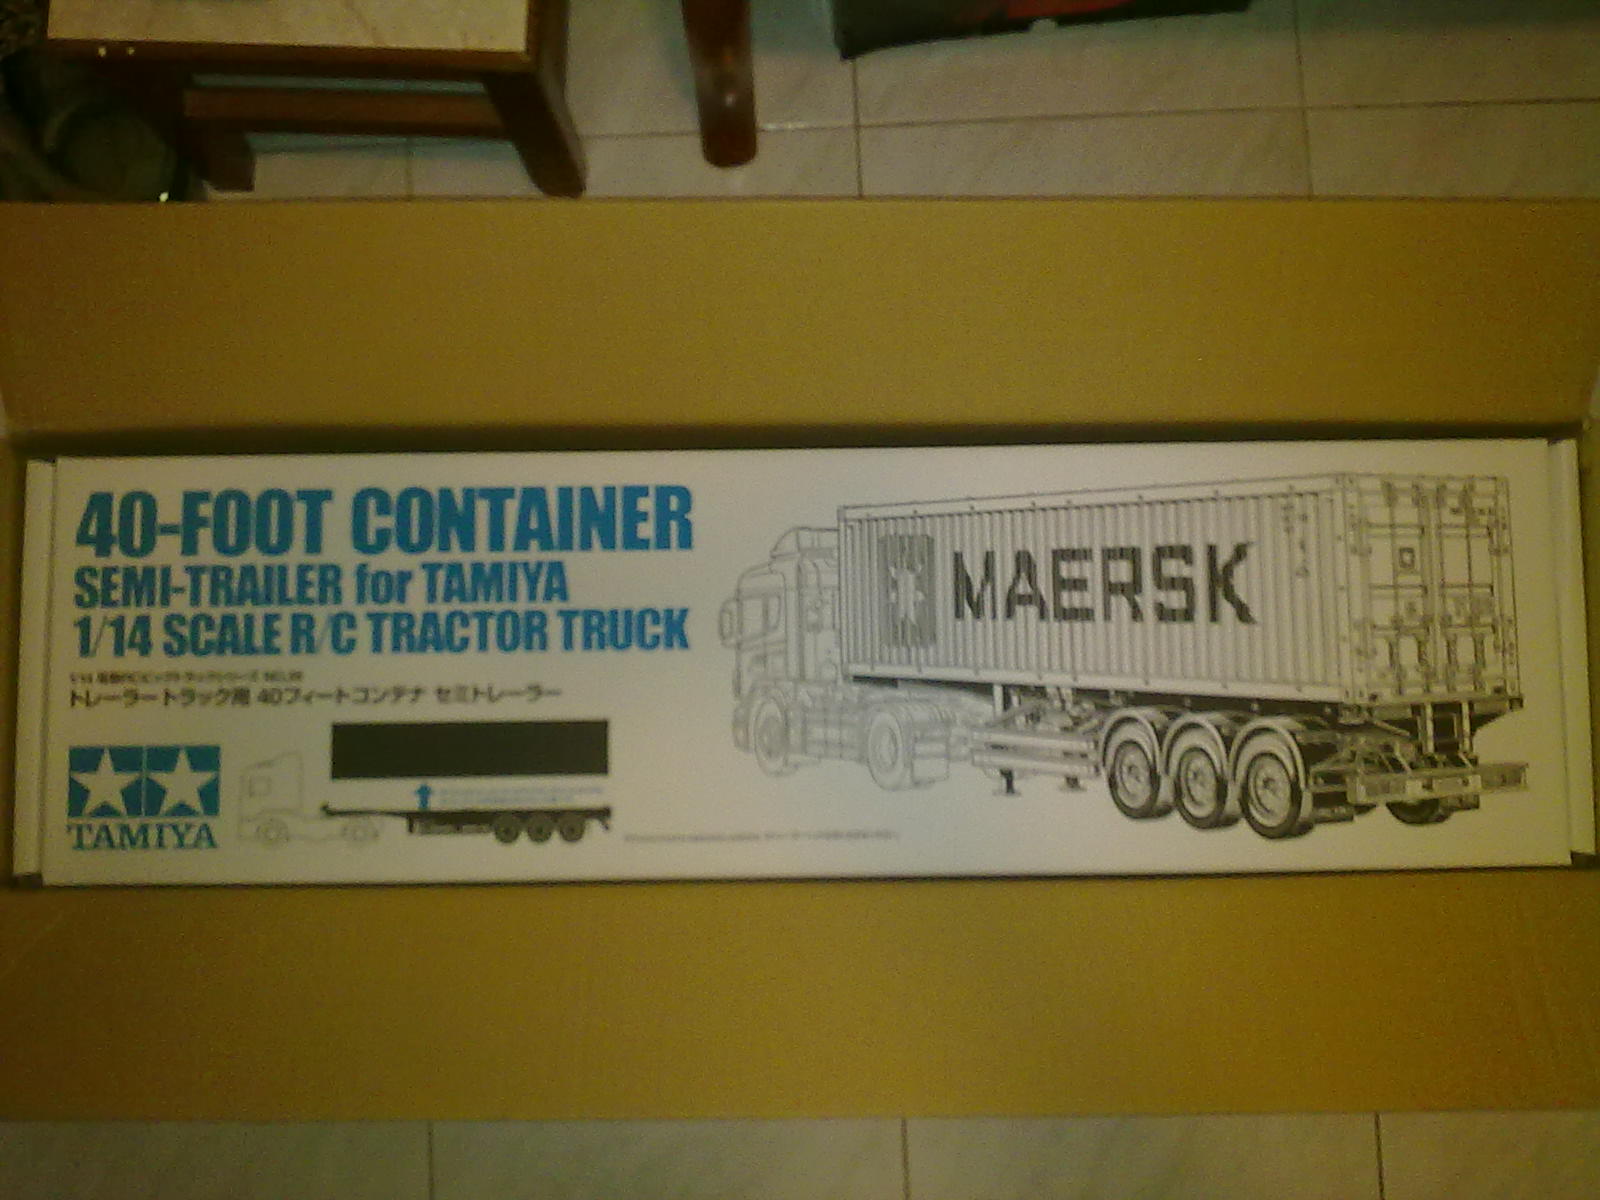 40-FOOT CONTAINER
SEMI-TRAILER for TAMIYA
1/14 SCALE R/C TRACTOR TRUCK
トレーラートラック用 40フィートコンテナ セミトレーラー
TAMIYA
MAERSK